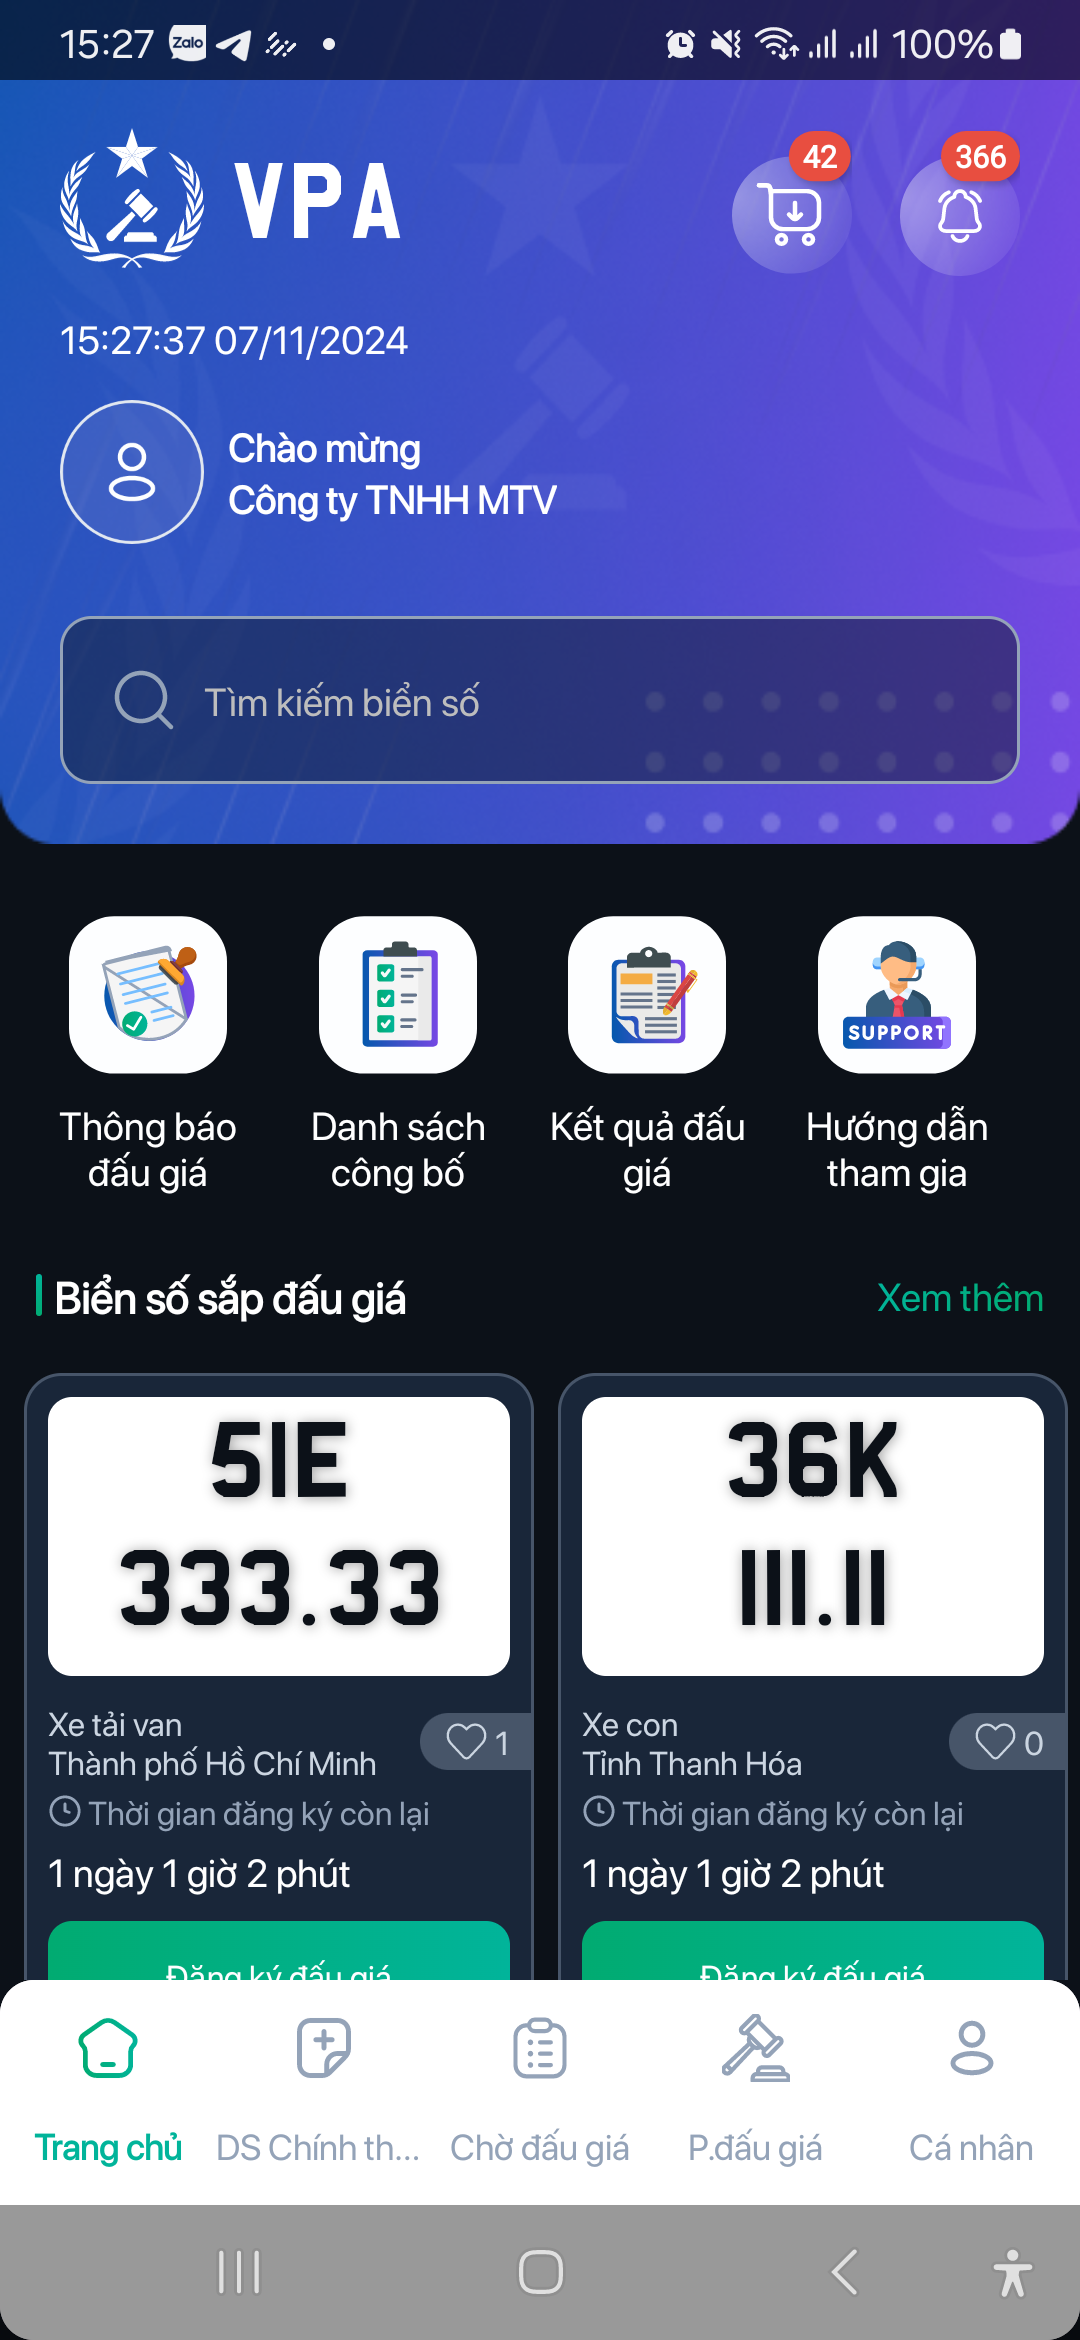 15:27 Zalo 100%
VPA 42 366
15:27:37 07/11/2024
Chào mừng
Công ty TNHH MTV
Tìm kiếm biển số
SUPPORT
Thông báo
đấu giá
Danh sách
công bố
Kết quả đấu
giá
Hướng dẫn
tham gia
Biển số sắp đấu giá Xem thêm
51E
333.33
Xe tải van
Thành phố Hồ Chí Minh
1
Thời gian đăng ký còn lại
1 ngày 1 giờ 2 phút
Đăng ký đấu giá
36K
111.11
Xe con
Tỉnh Thanh Hóa
0
Thời gian đăng ký còn lại
1 ngày 1 giờ 2 phút
Đăng ký đấu giá
Trang chủ DS Chính th... Chờ đấu giá P.đấu giá Cá nhân